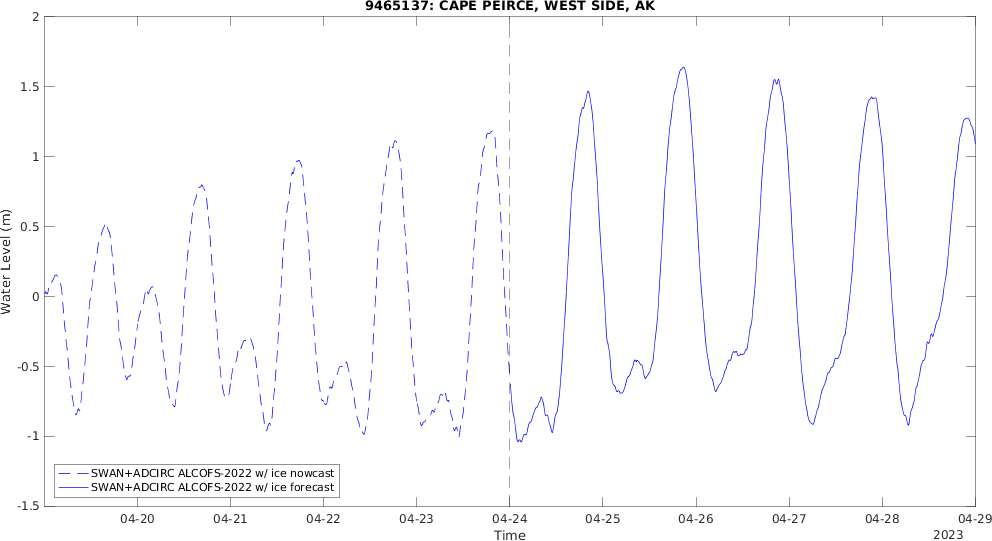 9465137: CAPE PEIRCE, WEST SIDE, AK
2
1.5
1
0.5
0
-0.5
-1
-1.5
Water Level (m)
SWAN+ADCIRC ALCOFS-2022 w/ ice nowcast
SWAN+ADCIRC ALCOFS-2022 w/ ice forecast
04-20 04-21 04-22 04-23 04-24 04-25 04-26 04-27 04-28 04-29
Time
2023